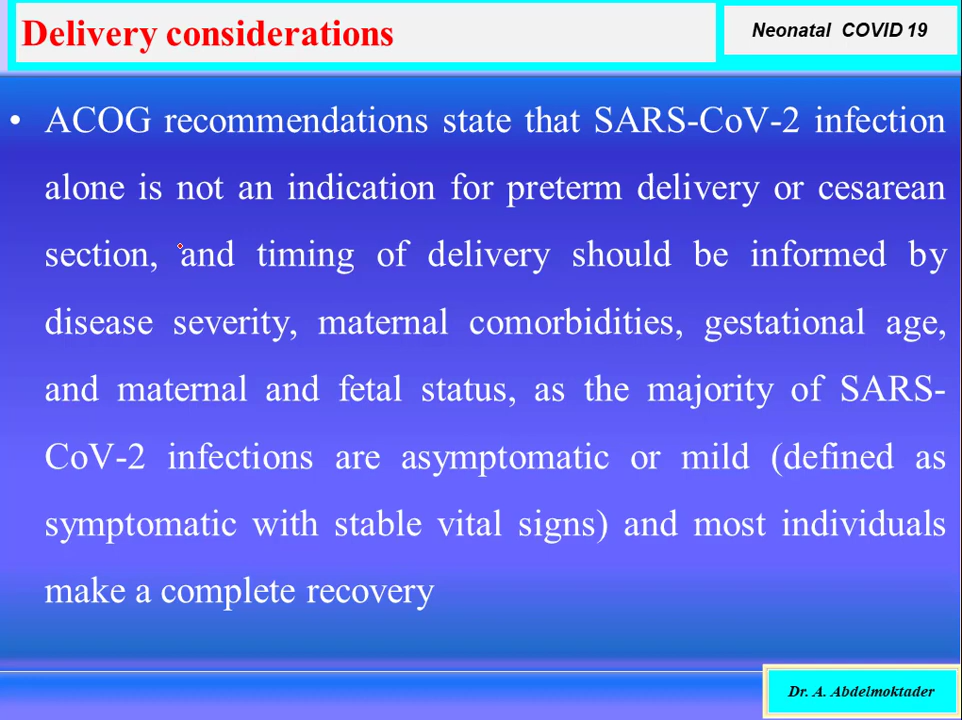 Delivery considerations
Neonatal COVID 19
• ACOG recommendations state that SARS-CoV-2 infection
alone is not an indication for preterm delivery or cesarean
section, and timing of delivery should be informed by
disease severity, maternal comorbidities, gestational age,
and maternal and fetal status, as the majority of SARS-
CoV-2 infections are asymptomatic or mild (defined as
symptomatic with stable vital signs) and most individuals
make a complete recovery
Dr. A. Abdelmoktader